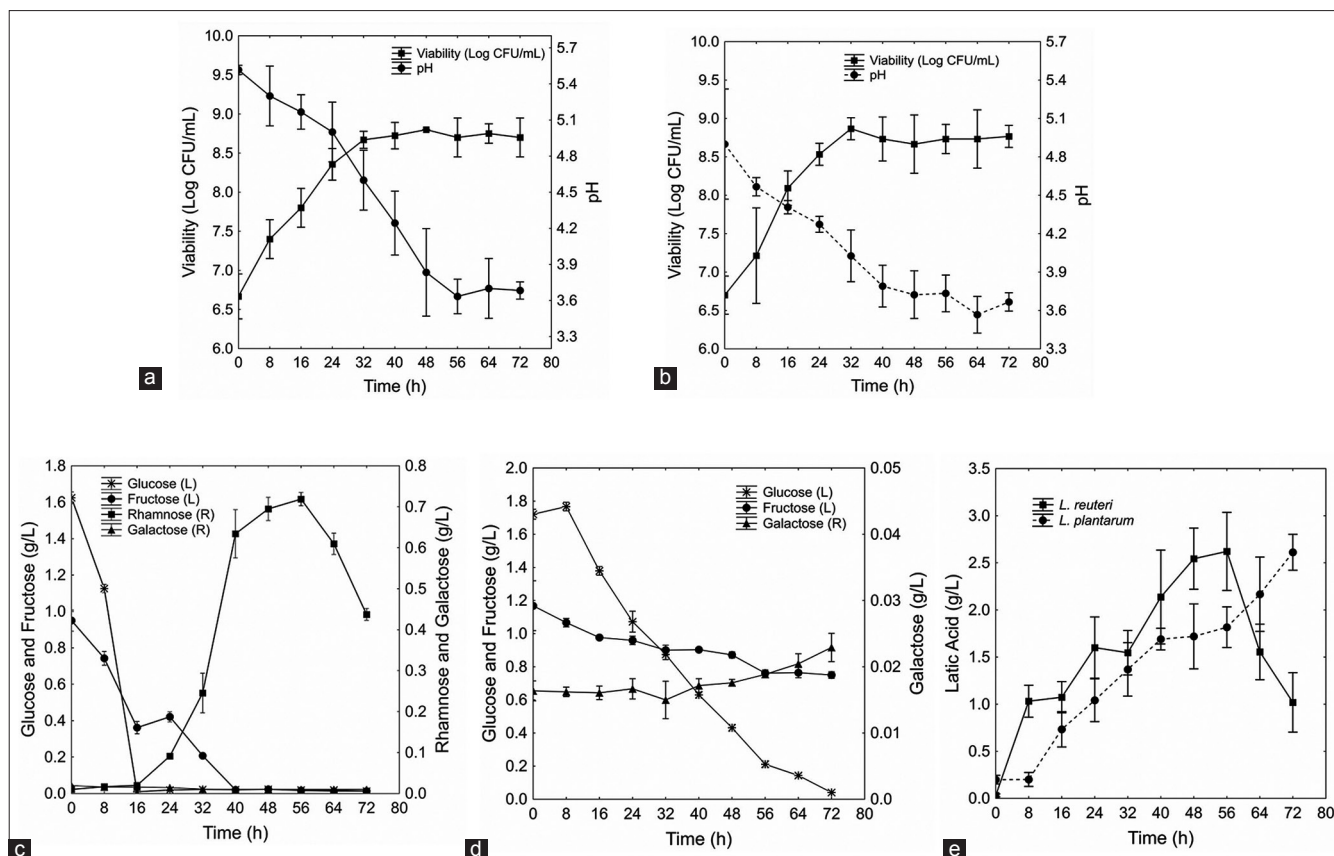 10.0
9.5
9.0
8.5
8.0
7.5
7.0
6.5
6.0
Viability (Log CFU/mL)
Viability (Log CFU/mL)
pH
5.7
5.4
5.1
4.8
4.5
4.2
3.9
3.6
3.3
pH
0 8 16 24 32 40 48 56 64 72 80
Time (h)
a
10.0
9.5
9.0
8.5
8.0
7.5
7.0
6.5
6.0
Viability (Log CFU/mL)
Viability (Log CFU/mL)
pH
5.7
5.4
5.1
4.8
4.5
4.2
3.9
3.6
3.3
pH
0 8 16 24 32 40 48 56 64 72 80
Time (h)
b
1.8
1.6
1.4
1.2
1.0
0.8
0.6
0.4
0.2
0.0
Glucose and Fructose (g/L)
Glucose (L)
Fructose (L)
Rhamnose (R)
Galactose (R)
0.8
0.7
0.6
0.5
0.4
0.3
0.2
0.1
0.0
Rhamnose and Galactose (g/L)
0 8 16 24 32 40 48 56 64 72 80
Time (h)
c
2.0
1.8
1.6
1.4
1.2
1.0
0.8
0.6
0.4
0.2
0.0
Glucose and Fructose (g/L)
Glucose (L)
Fructose (L)
Galactose (R)
0.05
0.04
0.03
0.02
0.01
0.00
Galactose (g/L)
0 8 16 24 32 40 48 56 64 72 80
Time (h)
d
3.5
3.0
2.5
2.0
1.5
1.0
0.5
0.0
Latic Acid (g/L)
L. reuteri
L. plantarum
0 8 16 24 32 40 48 56 64 72 80
Time (h)
e